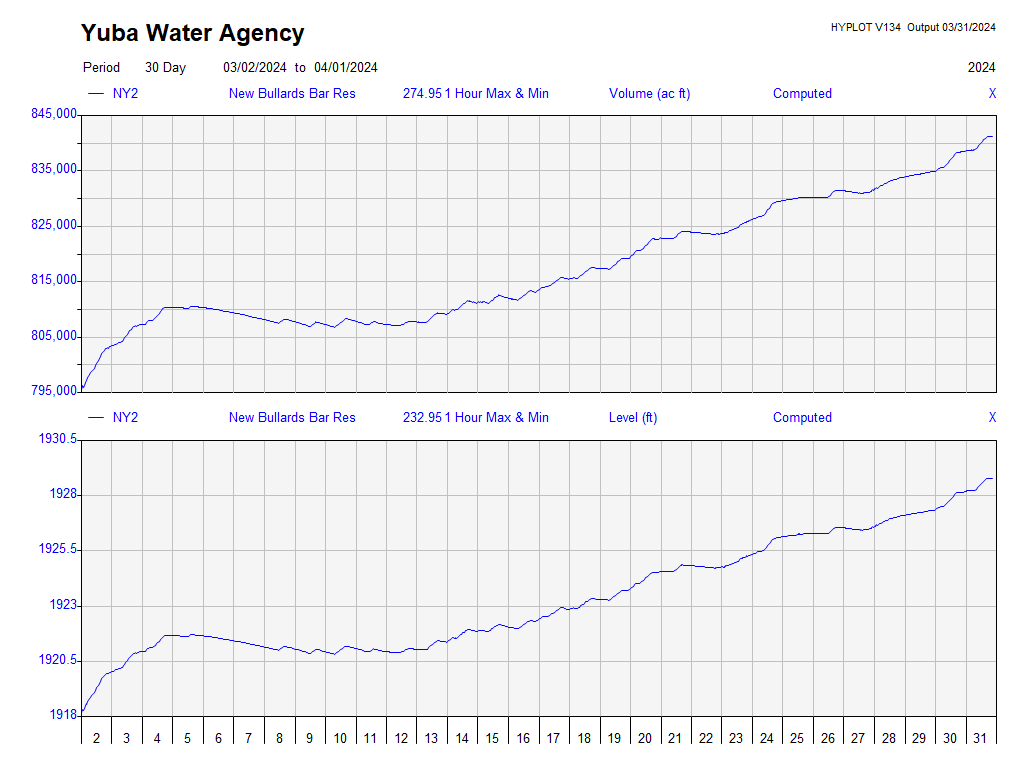 Yuba Water Agency
HYPLOT V134 Output 03/31/2024
Period 30 Day 03/02/2024 to 04/01/2024 2024
NY2 New Bullards Bar Res 274.95 1 Hour Max & Min Volume (ac ft) Computed X
845,000
835,000
825,000
815,000
805,000
795,000
NY2 New Bullards Bar Res 232.95 1 Hour Max & Min Level (ft) Computed X
1930.5
1928
1925.5
1923
1920.5
1918
2 3 4 5 6 7 8 9 10 11 12 13 14 15 16 17 18 19 20 21 22 23 24 25 26 27 28 29 30 31